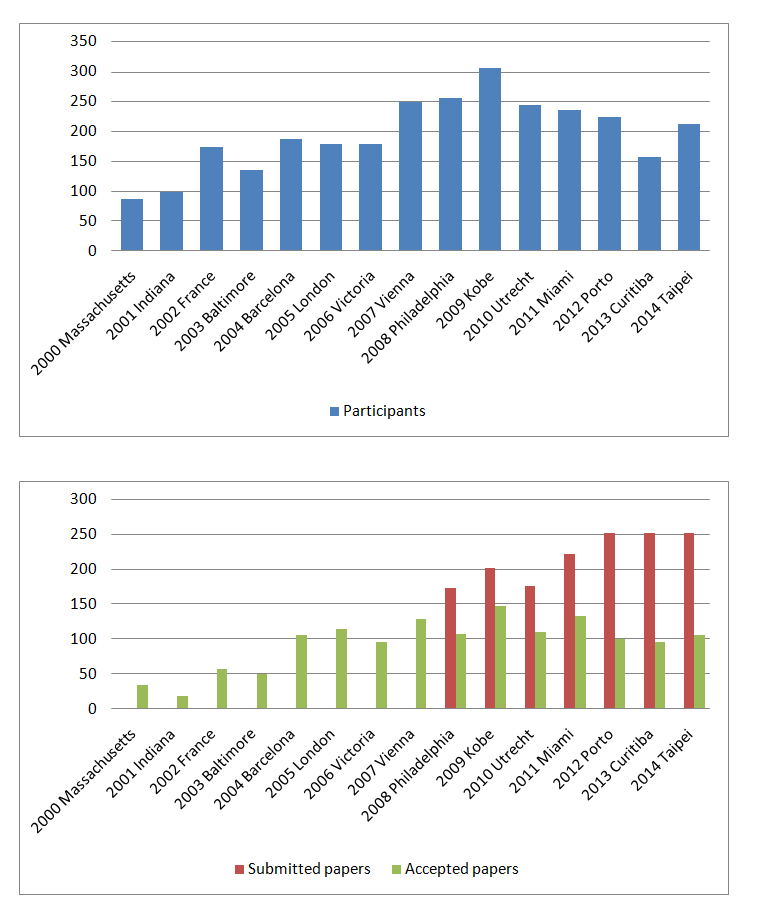 350
300
250
200
150
100
50
0
2000 Massachusetts
2001 Indiana
2002 France
2003 Baltimore
2004 Barcelona
2005 London
2006 Victoria
2007 Vienna
2008 Philadelphia
2009 Kobe
2010 Utrecht
2011 Miami
2012 Porto
2013 Curitiba
2014 Taipei
Participants
300
250
200
150
100
50
0
2000 Massachusetts
2001 Indiana
2002 France
2003 Baltimore
2004 Barcelona
2005 London
2006 Victoria
2007 Vienna
2008 Philadelphia
2009 Kobe
2010 Utrecht
2011 Miami
2012 Porto
2013 Curitiba
2014 Taipei
Submitted papers Accepted papers